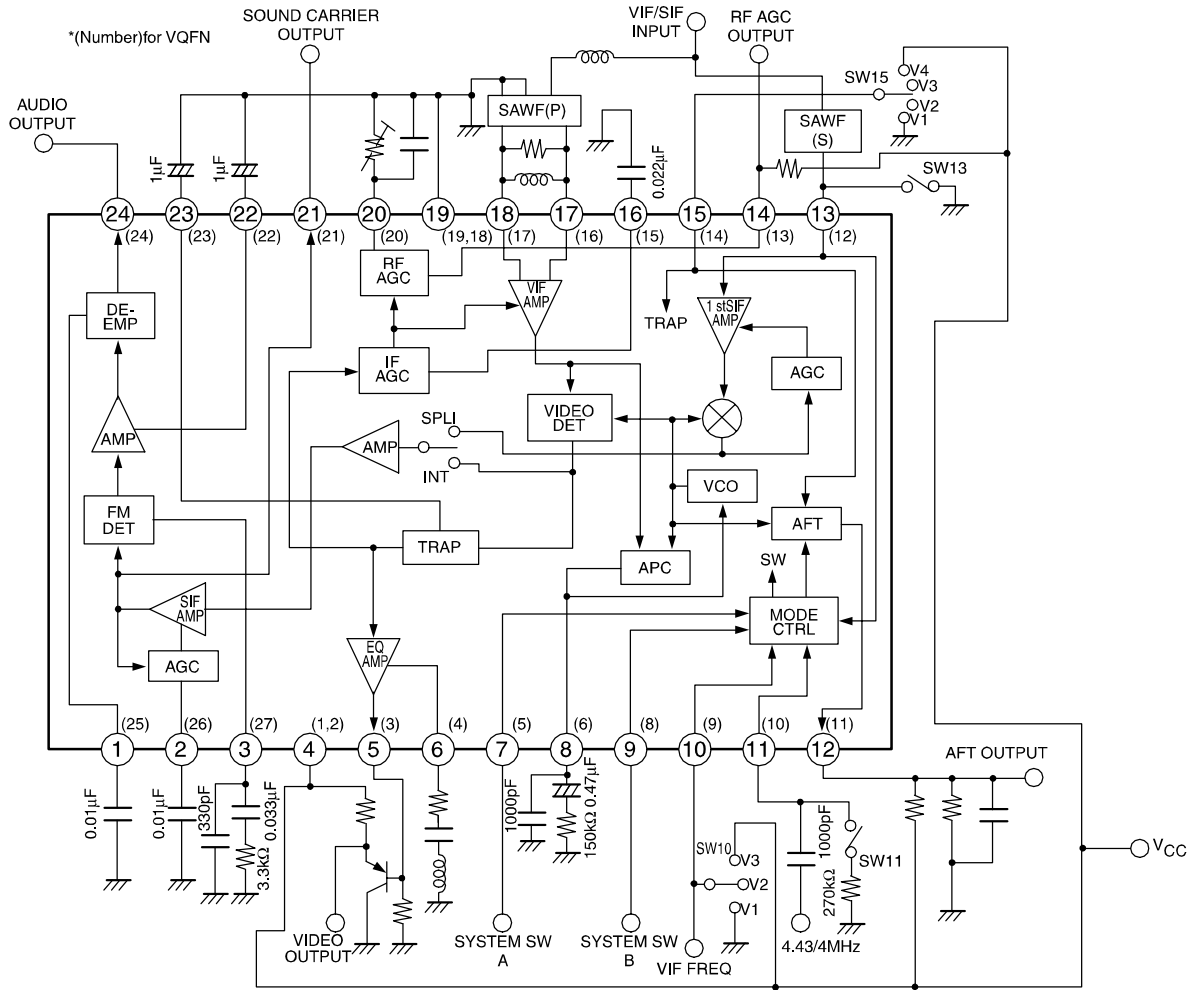 SOUND CARRIER
OUTPUT
VIF/SIF
INPUT
RF AGC
OUTPUT
*(Number)for VQFN
AUDIO
OUTPUT
SW15
V4
V3
V2
V1
SAWF(P)
SAWF
(S)
SW13
1µF
1µF
0.022µF
24
23
22
21
20
19
18
17
16
15
14
13
(24)
(23)
(22)
(21)
(20)
(19,18)
(17)
(16)
(15)
(14)
(13)
(12)
RF
AGC
VIF
AMP
DE-
EMP
TRAP
1 stSIF
AMP
IF
AGC
AGC
VIDEO
DET
SPLI
AMP
AMP
INT
VCO
FM
DET
AFT
TRAP
APC
SW
SIF
AMP
MODE
CTRL
EQ
AMP
AGC
(25)
(26)
(27)
(1,2)
(3)
(4)
(5)
(6)
(8)
(9)
(10)
(11)
1
2
3
4
5
6
7
8
9
10
11
12
AFT OUTPUT
0.01µF
0.01µF
330pF
0.033µF
3.3kΩ
1000pF
0.47µF
150kΩ
SW10
V3
V2
V1
1000pF
SW11
270kΩ
VCC
VIDEO
OUTPUT
SYSTEM SW
A
SYSTEM SW
B
VIF FREQ
4.43/4MHz